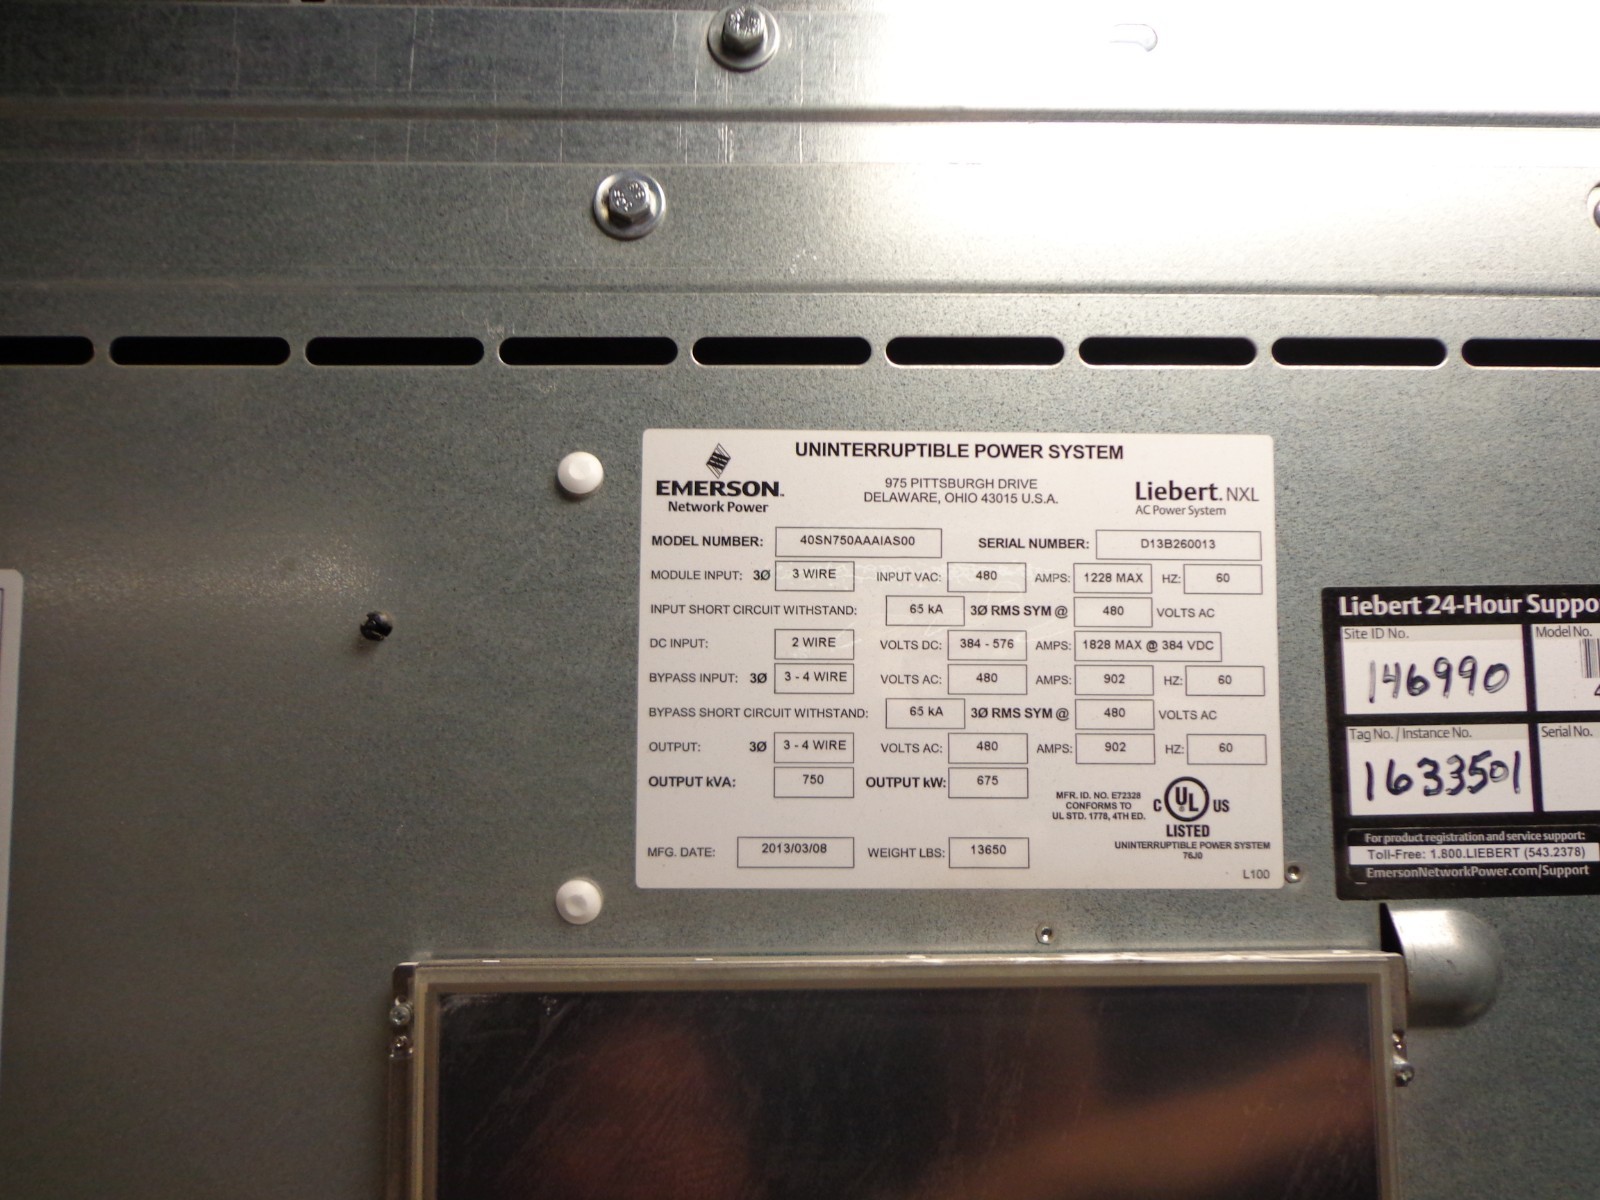 UNINTERRUPTIBLE POWER SYSTEM
EMERSON.
Network Power
975 PITTSBURGH DRIVE
DELAWARE, OHIO 43015 U.S.A.
Liebert. NXL
AC Power System
MODEL NUMBER: 40SN750AAAIAS00 SERIAL NUMBER: D13B260013
MODULE INPUT: 3Ø 3 WIRE INPUT VAC: 480 AMPS: 1228 MAX HZ: 60
INPUT SHORT CIRCUIT WITHSTAND: 65 kA 3Ø RMS SYM @ 480 VOLTS AC
DC INPUT: 2 WIRE VOLTS DC: 384 - 576 AMPS: 1828 MAX @ 384 VDC
BYPASS INPUT: 3Ø 3 - 4 WIRE VOLTS AC: 480 AMPS: 902 HZ: 60
BYPASS SHORT CIRCUIT WITHSTAND: 65 kA 3Ø RMS SYM @ 480 VOLTS AC
OUTPUT: 3Ø 3 - 4 WIRE VOLTS AC: 480 AMPS: 902 HZ: 60
OUTPUT kVA: 750 OUTPUT kW: 675
MFR. ID. NO. E72328
CONFORMS TO
UL STD. 1778, 4TH ED.
C UL US
LISTED
UNINTERRUPTIBLE POWER SYSTEM
76J0
MFG. DATE: 2013/03/08 WEIGHT LBS: 13650
L100
Liebert 24-Hour Suppo
Site ID No. Model No.
146990
Tag No. / Instance No. Serial No.
1633501
For product registration and service support:
Toll-Free: 1.800.LIEBERT (543.2378)
EmersonNetworkPower.com/Support